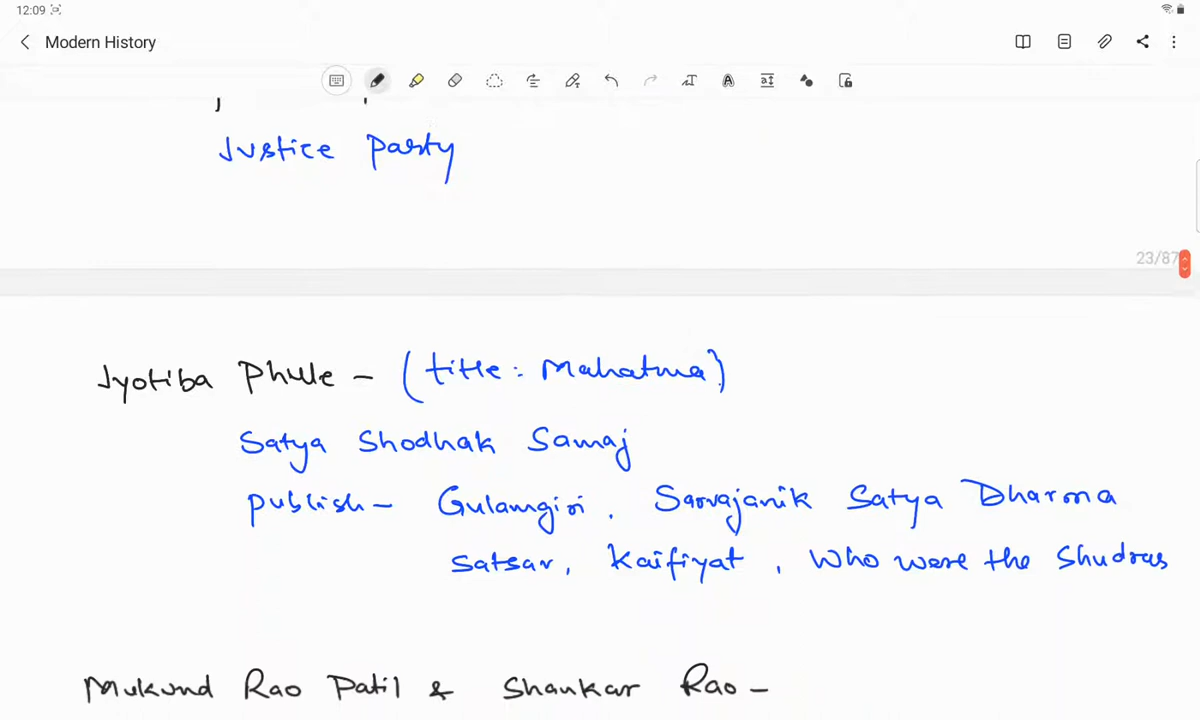 12:09
Modern History
Justice Party
23/87
Jyotiba Phule - (title: Mahatma)
Satya Shodhak Samaj
publish - Gulamgiri, Sarvajanik Satya Dharma
satsar, Kaifiyat, Who were the Shudras
Mukund Rao Patil & Shankar Rao -